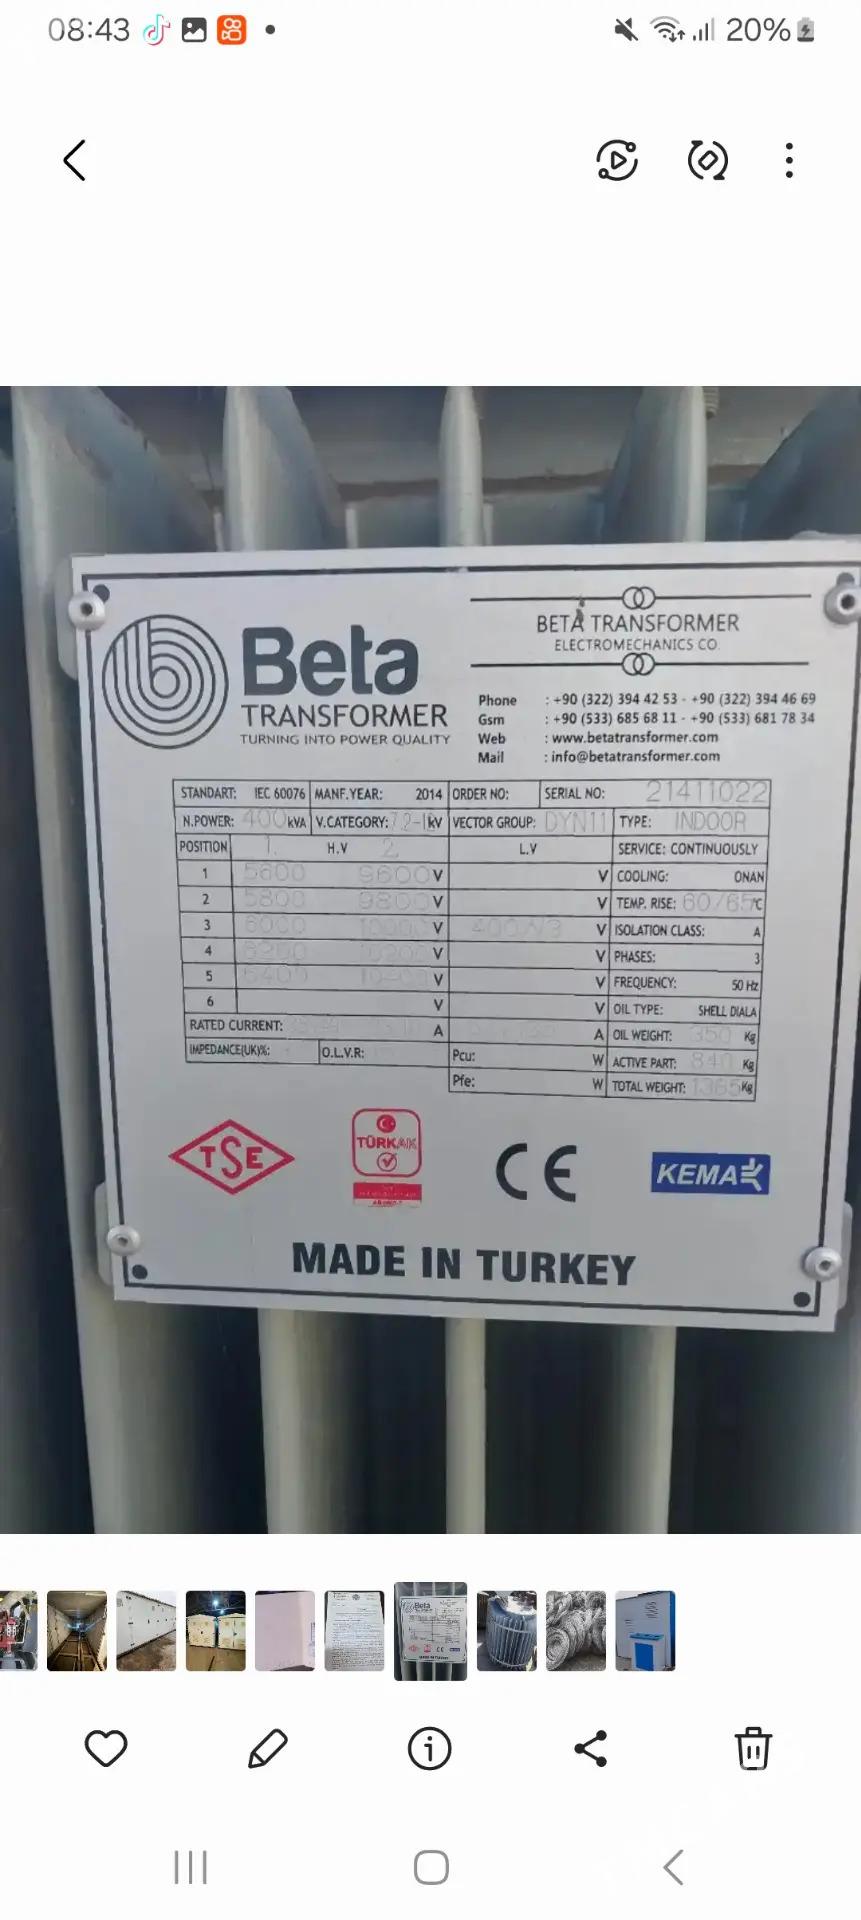 08:43
20%
BETA TRANSFORMER
ELECTROMECHANICS CO.
Beta
TRANSFORMER
TURNING INTO POWER QUALITY
Phone : +90 (322) 394 42 53 - +90 (322) 394 46 69
Gsm : +90 (533) 685 68 11 - +90 (533) 681 78 34
Web : www.betatransformer.com
Mail : info@betatransformer.com
STANDART: IEC 60076 MANF.YEAR: 2014 ORDER NO: SERIAL NO: 21411022
N.POWER: 400 kVA V.CATEGORY: kV VECTOR GROUP: DYN11 TYPE: INDOOR
POSITION 1. H.V 2. L.V SERVICE: CONTINUOUSLY
1 5600 9600 V V COOLING: ONAN
2 5800 9800 V V TEMP. RISE: 60/65 °C
3 6000 10000 V 400/V3 V ISOLATION CLASS: A
4 6200 10200 V V PHASES: 3
5 6400 10400 V V FREQUENCY: 50 Hz
6 V V OIL TYPE: SHELL DIALA
RATED CURRENT: A A OIL WEIGHT: 350 Kg
IMPEDANCE(UK)%: O.L.V.R: Pcu: W ACTIVE PART: 840 Kg
Pfe: W TOTAL WEIGHT: 1365 Kg
TSE
TÜRKAK
CE
KEMA
MADE IN TURKEY